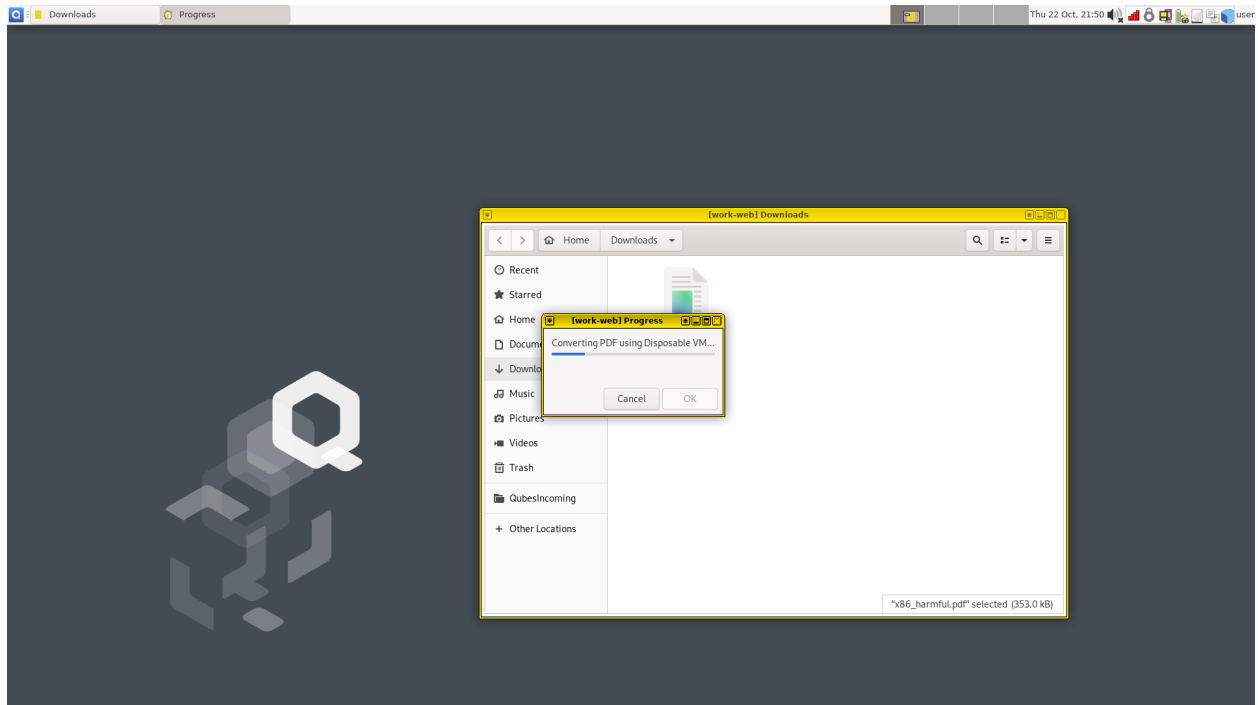 Downloads
Progress
Thu 22 Oct, 21:50
user
[work-web] Downloads
Home
Downloads
Recent
Starred
Home
[work-web] Progress
Docume
Converting PDF using Disposable VM...
Downlo
Music
Cancel
OK
Pictures
Videos
Trash
QubesIncoming
+ Other Locations
"x86_harmful.pdf" selected (353.0 kB)